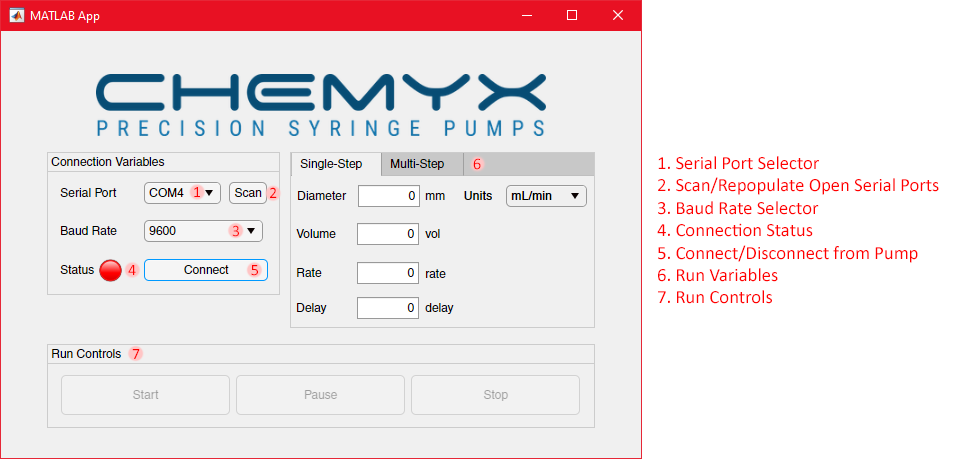 MATLAB App
CHEMYX
PRECISION SYRINGE PUMPS
Connection Variables
Serial Port COM4 1 Scan 2
Baud Rate 9600 3
Status 4 Connect 5
Single-Step Multi-Step 6
Diameter 0 mm Units mL/min
Volume 0 vol
Rate 0 rate
Delay 0 delay
Run Controls 7
Start Pause Stop
1. Serial Port Selector
2. Scan/Repopulate Open Serial Ports
3. Baud Rate Selector
4. Connection Status
5. Connect/Disconnect from Pump
6. Run Variables
7. Run Controls